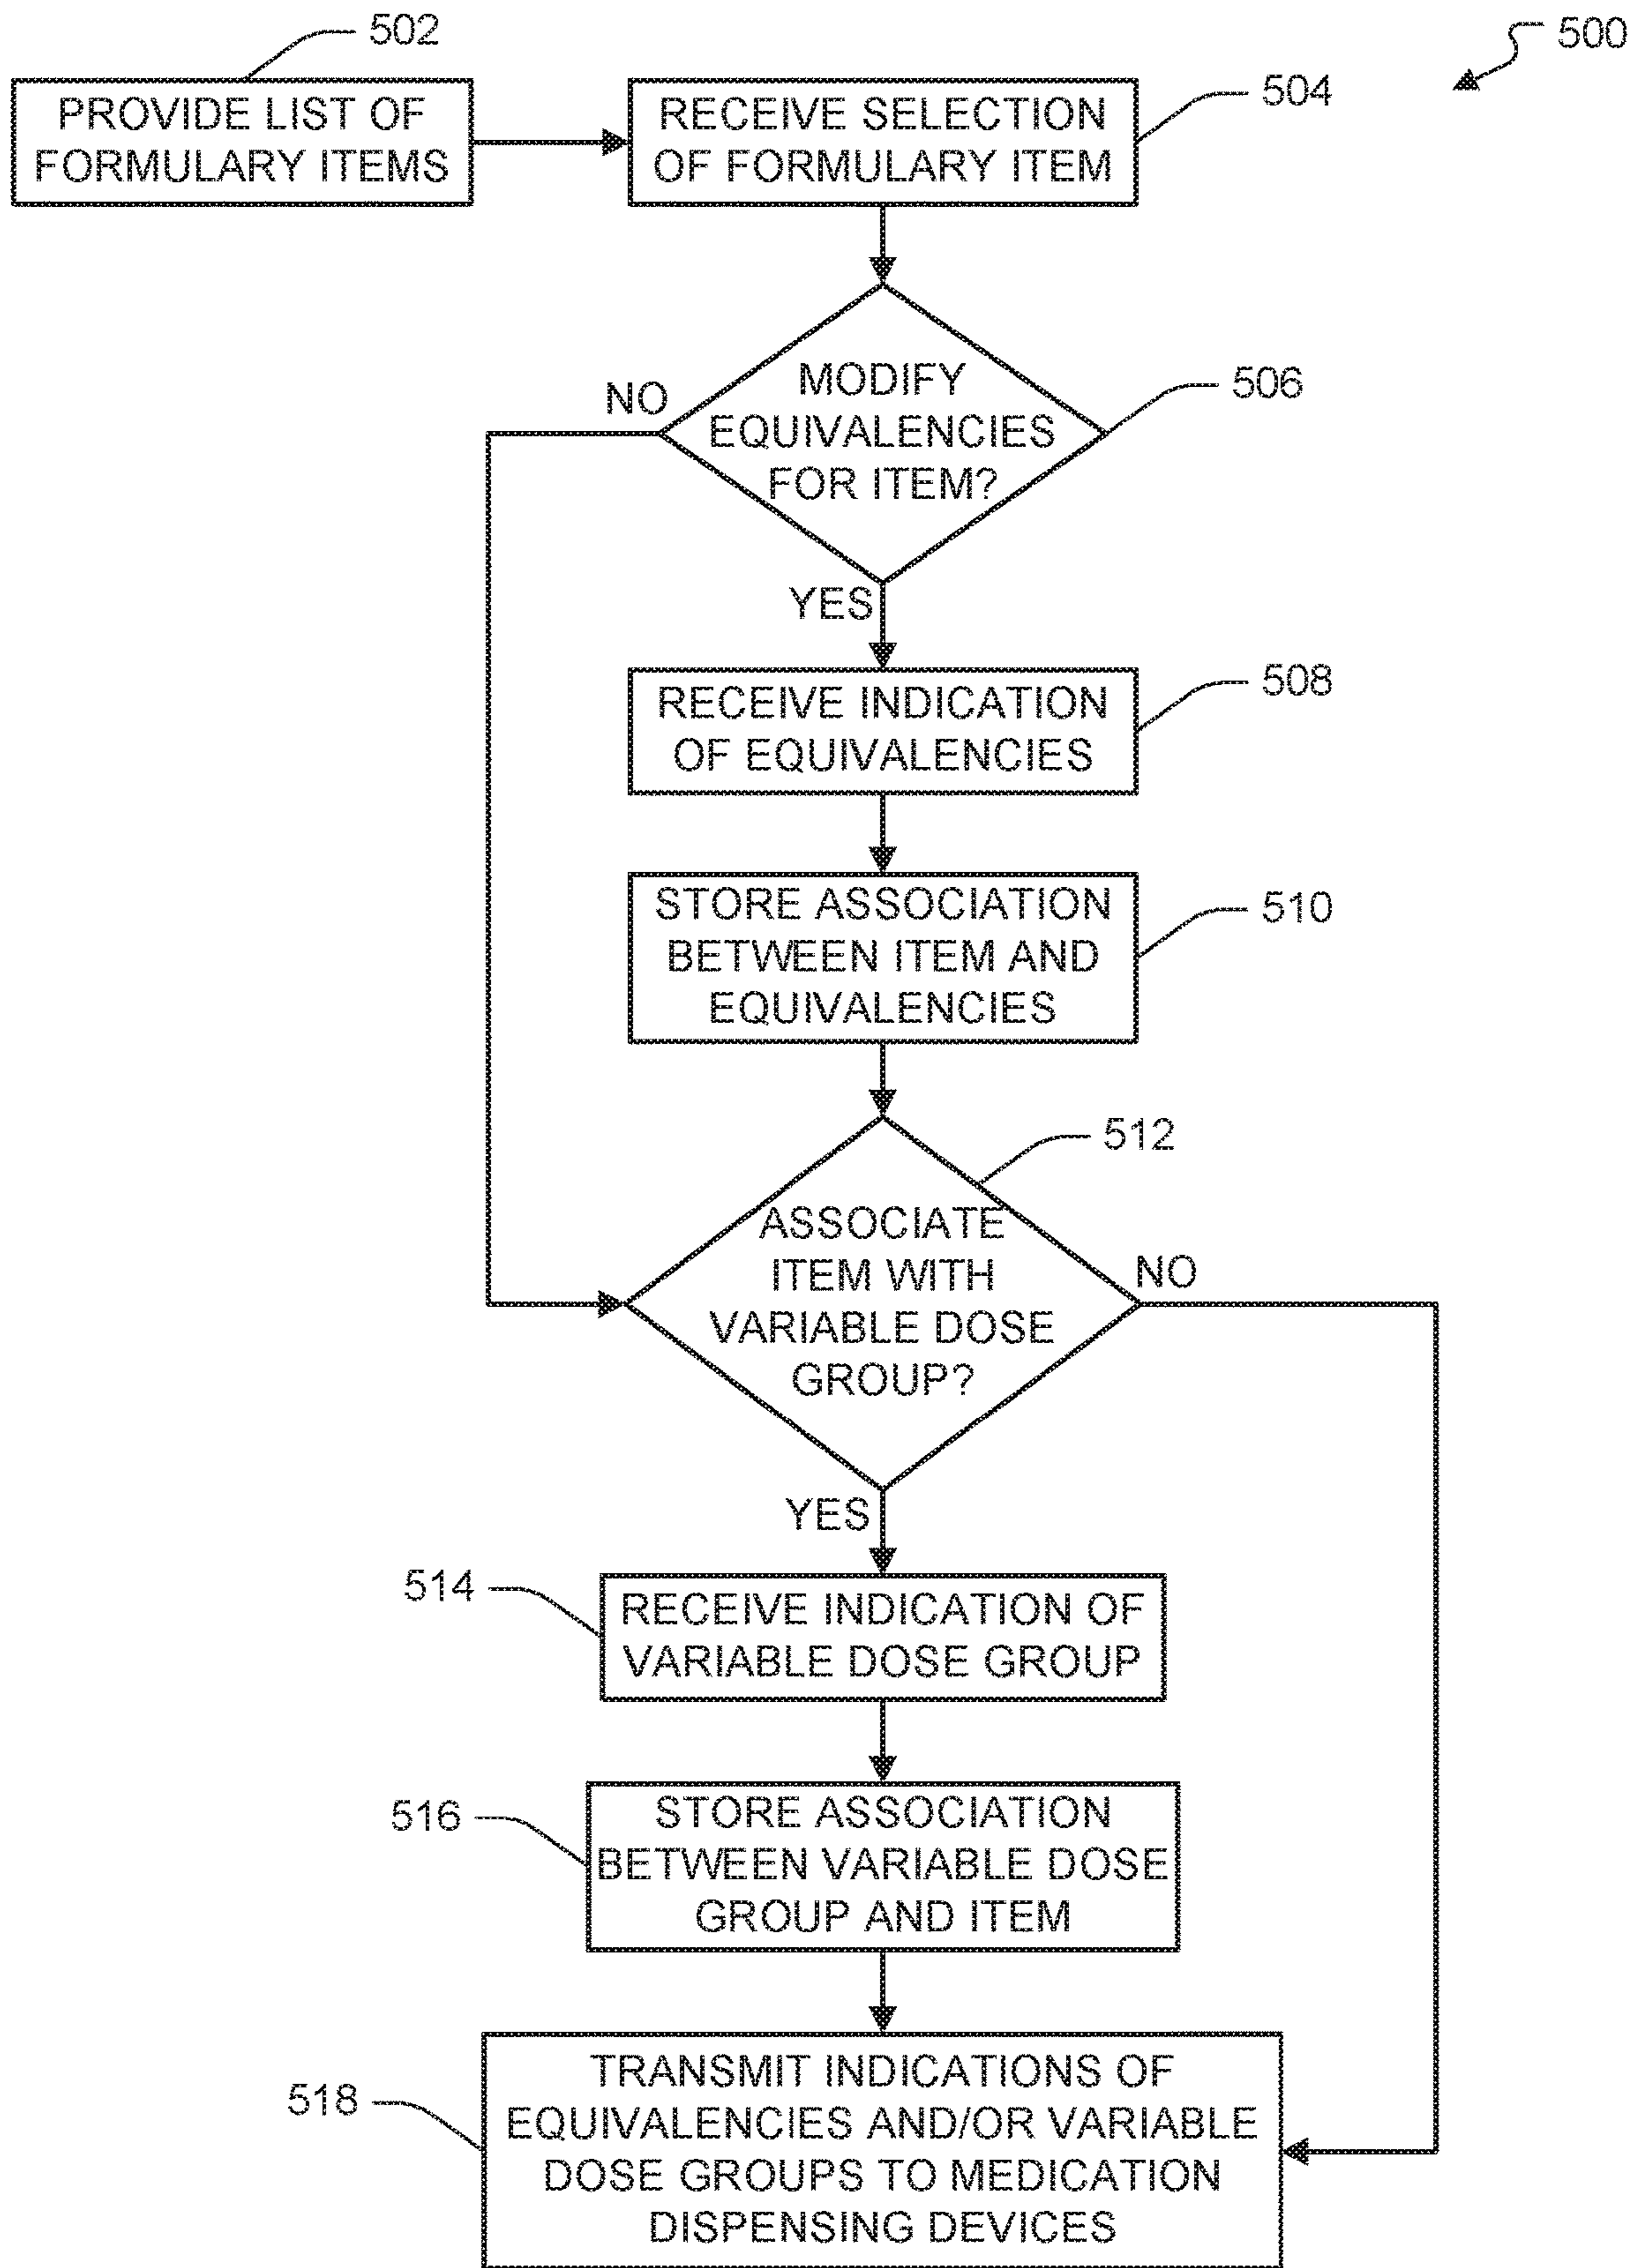 502
500
PROVIDE LIST OF
FORMULARY ITEMS
RECEIVE SELECTION
OF FORMULARY ITEM
504
MODIFY
EQUIVALENCIES
FOR ITEM?
506
NO
YES
RECEIVE INDICATION
OF EQUIVALENCIES
508
STORE ASSOCIATION
BETWEEN ITEM AND
EQUIVALENCIES
510
512
ASSOCIATE
ITEM WITH
VARIABLE DOSE
GROUP?
NO
YES
514
RECEIVE INDICATION OF
VARIABLE DOSE GROUP
516
STORE ASSOCIATION
BETWEEN VARIABLE DOSE
GROUP AND ITEM
518
TRANSMIT INDICATIONS OF
EQUIVALENCIES AND/OR VARIABLE
DOSE GROUPS TO MEDICATION
DISPENSING DEVICES